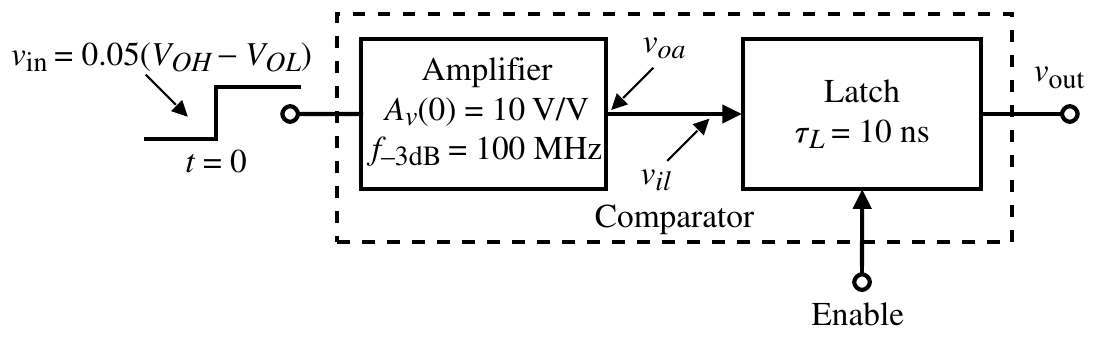 v_in = 0.05(V_OH – V_OL)
t = 0
Amplifier
A_v(0) = 10 V/V
f_–3dB = 100 MHz
v_oa
v_il
Comparator
Latch
τ_L = 10 ns
v_out
Enable